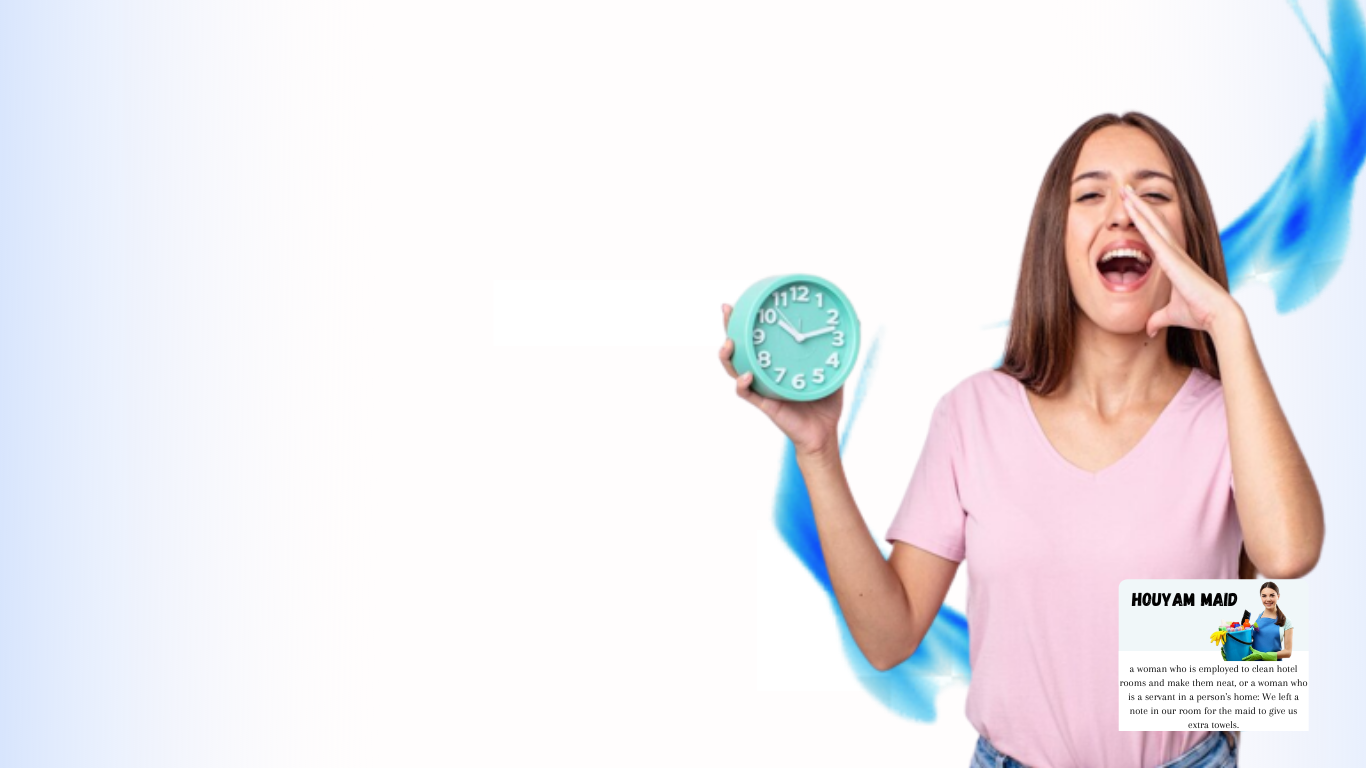 11 12 1
10 2
9 3
8 4
7 6 5
HOUYAM MAID
a woman who is employed to clean hotel
rooms and make them neat, or a woman who
is a servant in a person's home: We left a
note in our room for the maid to give us
extra towels.